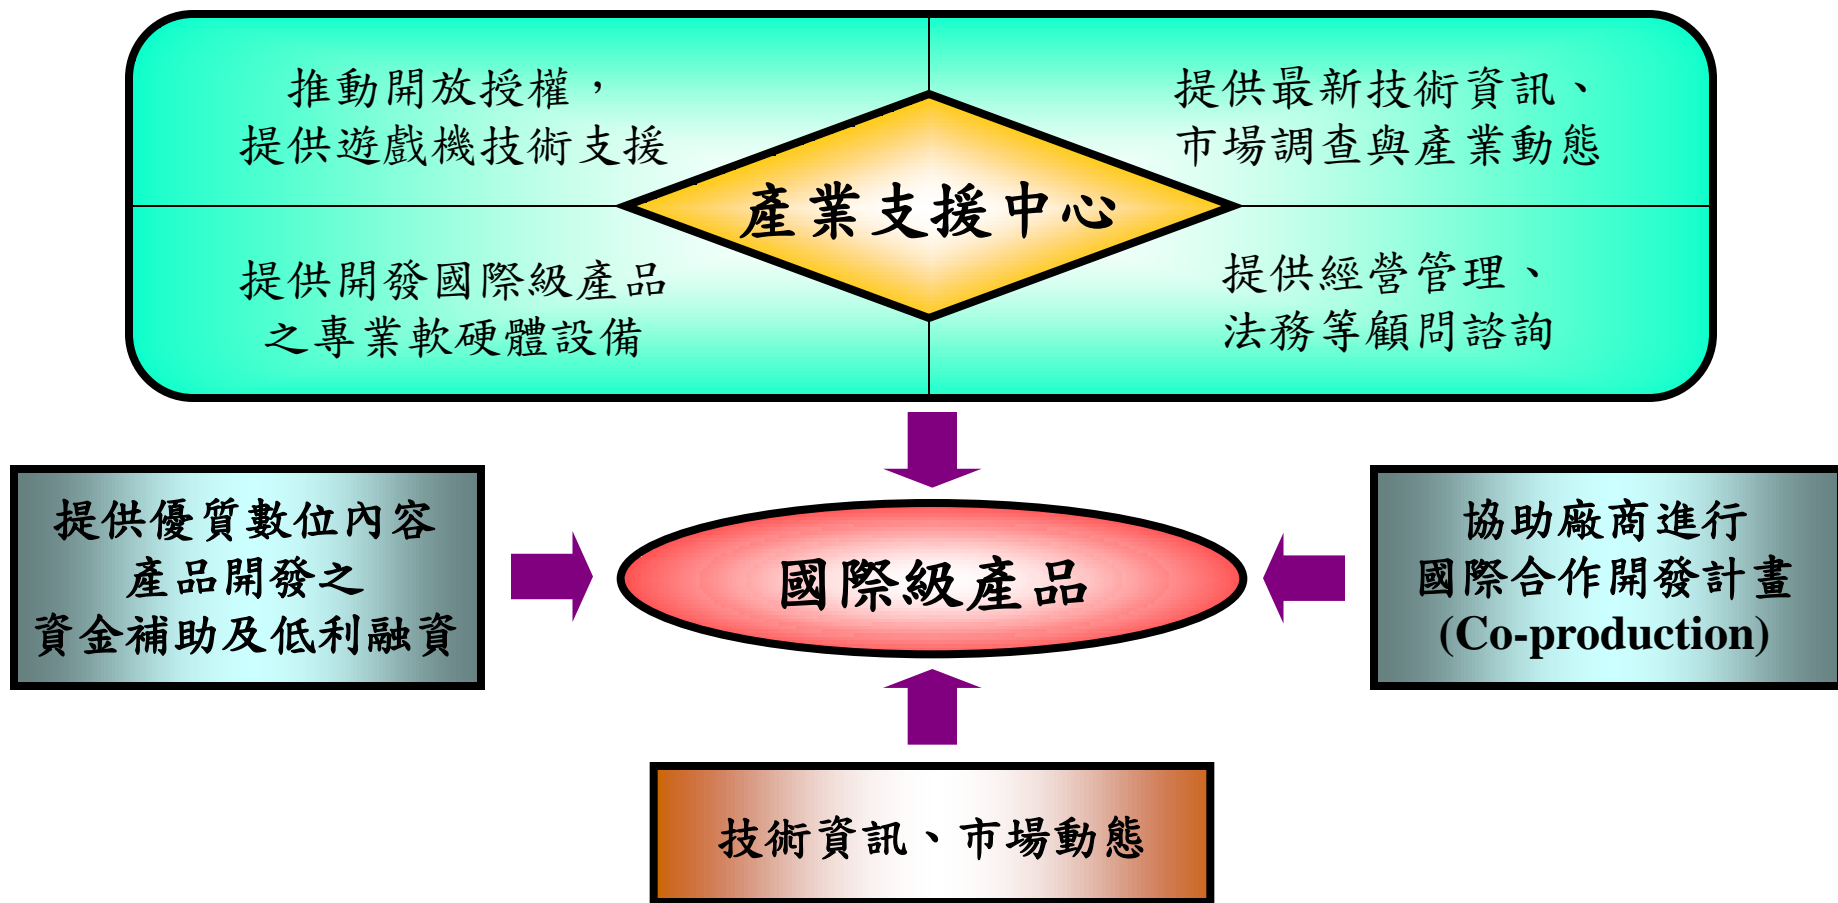 推動開放授權，
提供遊戲機技術支援
提供最新技術資訊、
市場調查與產業動態
產業支援中心
提供開發國際級產品
之專業軟硬體設備
提供經營管理、
法務等顧問諮詢
提供優質數位內容
產品開發之
資金補助及低利融資
國際級產品
協助廠商進行
國際合作開發計畫
(Co-production)
技術資訊、市場動態